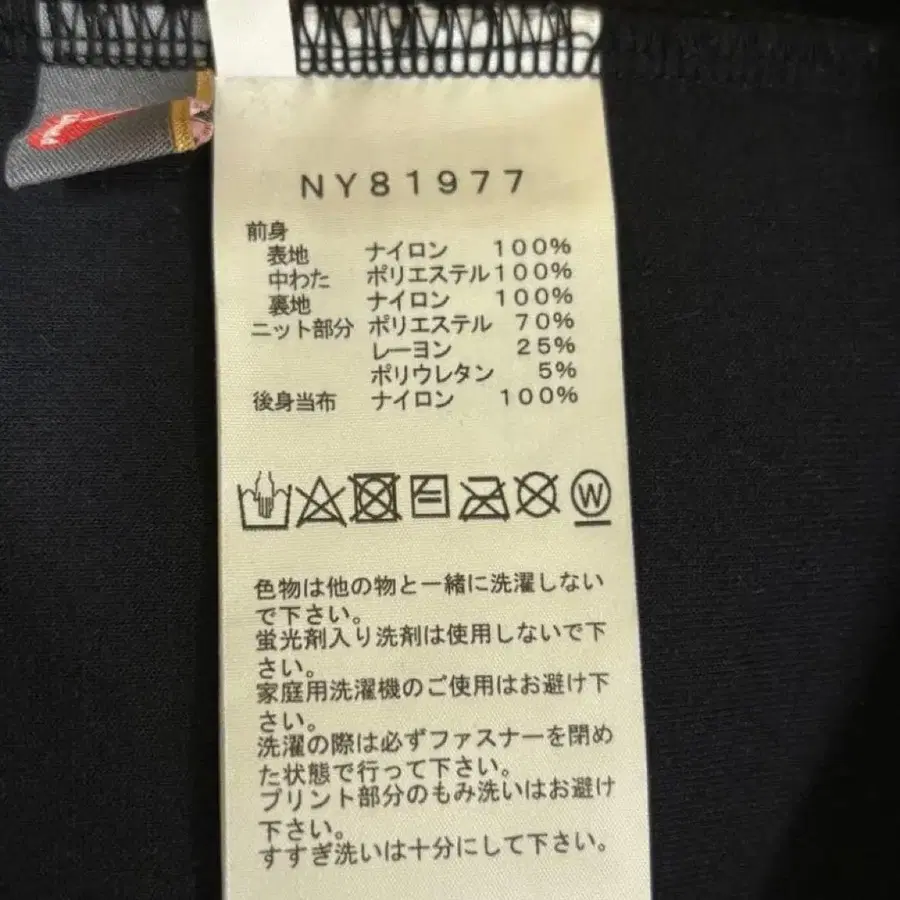 NY81977
前身
表地 ナイロン 100%
中わた ポリエステル 100%
裏地 ナイロン 100%
ニット部分 ポリエステル 70%
レーヨン 25%
ポリウレタン 5%
後身当布 ナイロン 100%
W
色物は他の物と一緒に洗濯しない
で下さい。
蛍光剤入り洗剤は使用しないで下
さい。
家庭用洗濯機のご使用はお避け下
さい。
洗濯の際は必ずファスナーを閉め
た状態で行って下さい。
プリント部分のもみ洗いはお避け
下さい。
すすぎ洗いは十分にして下さい。